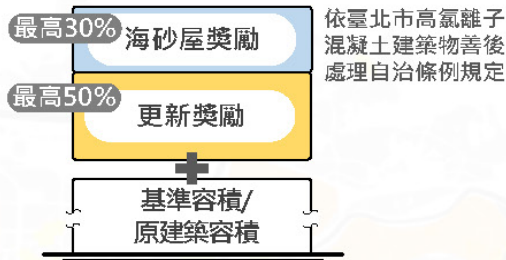 最高30%
海砂屋獎勵
依臺北市高氯離子
混凝土建築物善後
處理自治條例規定
最高50%
更新獎勵
基準容積/
原建築容積